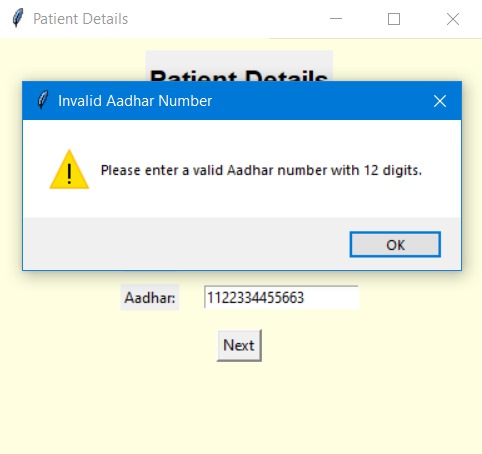 Patient Details
Patient Details
Invalid Aadhar Number
Please enter a valid Aadhar number with 12 digits.
OK
Aadhar:
1122334455663
Next